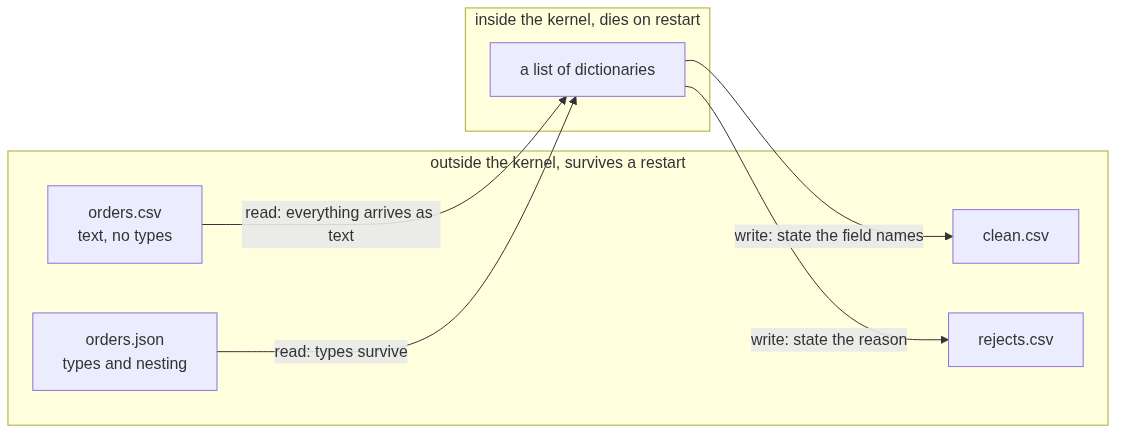 inside the kernel, dies on restart
a list of dictionaries
outside the kernel, survives a restart
orders.csv
text, no types
read: everything arrives as
text
write: state the field names
clean.csv
orders.json
types and nesting
read: types survive
write: state the reason
rejects.csv